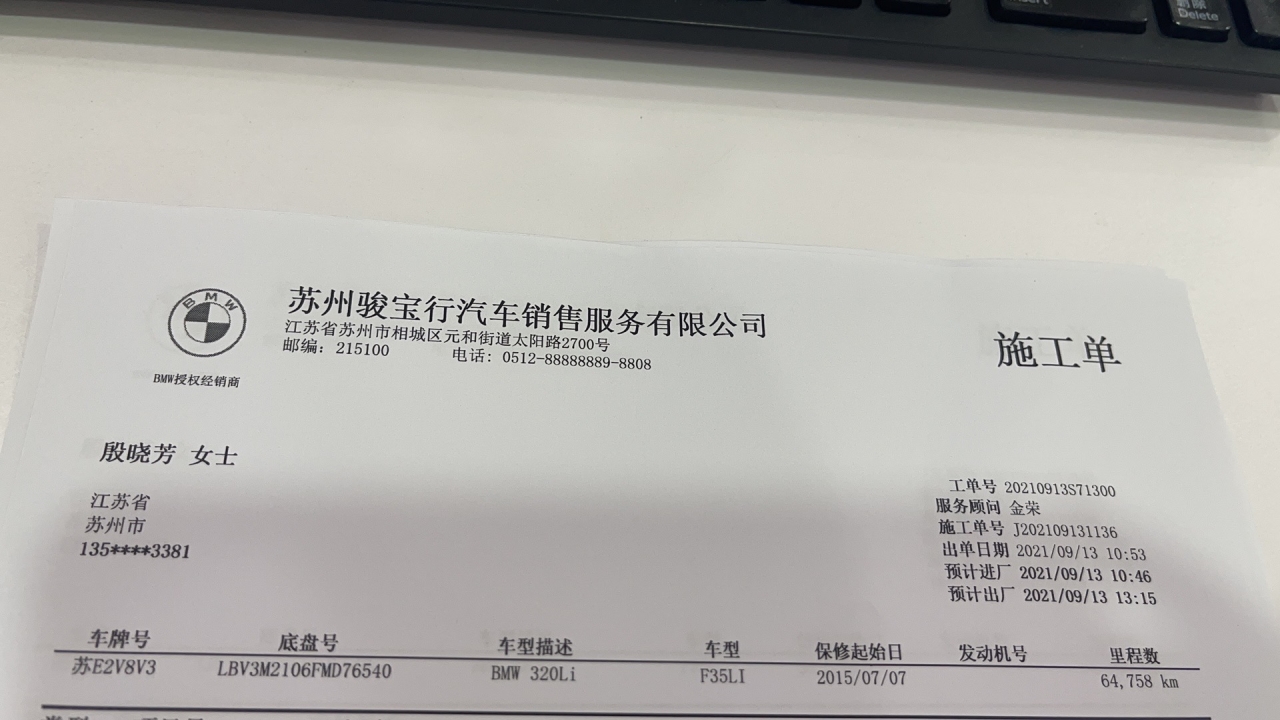 删除
Delete
BMW
苏州骏宝行汽车销售服务有限公司
江苏省苏州市相城区元和街道太阳路2700号
邮编：215100 电话：0512-88888889-8808
BMW授权经销商
施工单
殷晓芳 女士
江苏省
苏州市
135****3381
工单号 20210913S71300
服务顾问 金荣
施工单号 J202109131136
出单日期 2021/09/13 10:53
预计进厂 2021/09/13 10:46
预计出厂 2021/09/13 13:15
车牌号 底盘号 车型描述 车型 保修起始日 发动机号 里程数
苏E2V8V3 LBV3M2106FMD76540 BMW 320Li F35LI 2015/07/07 64,758 km